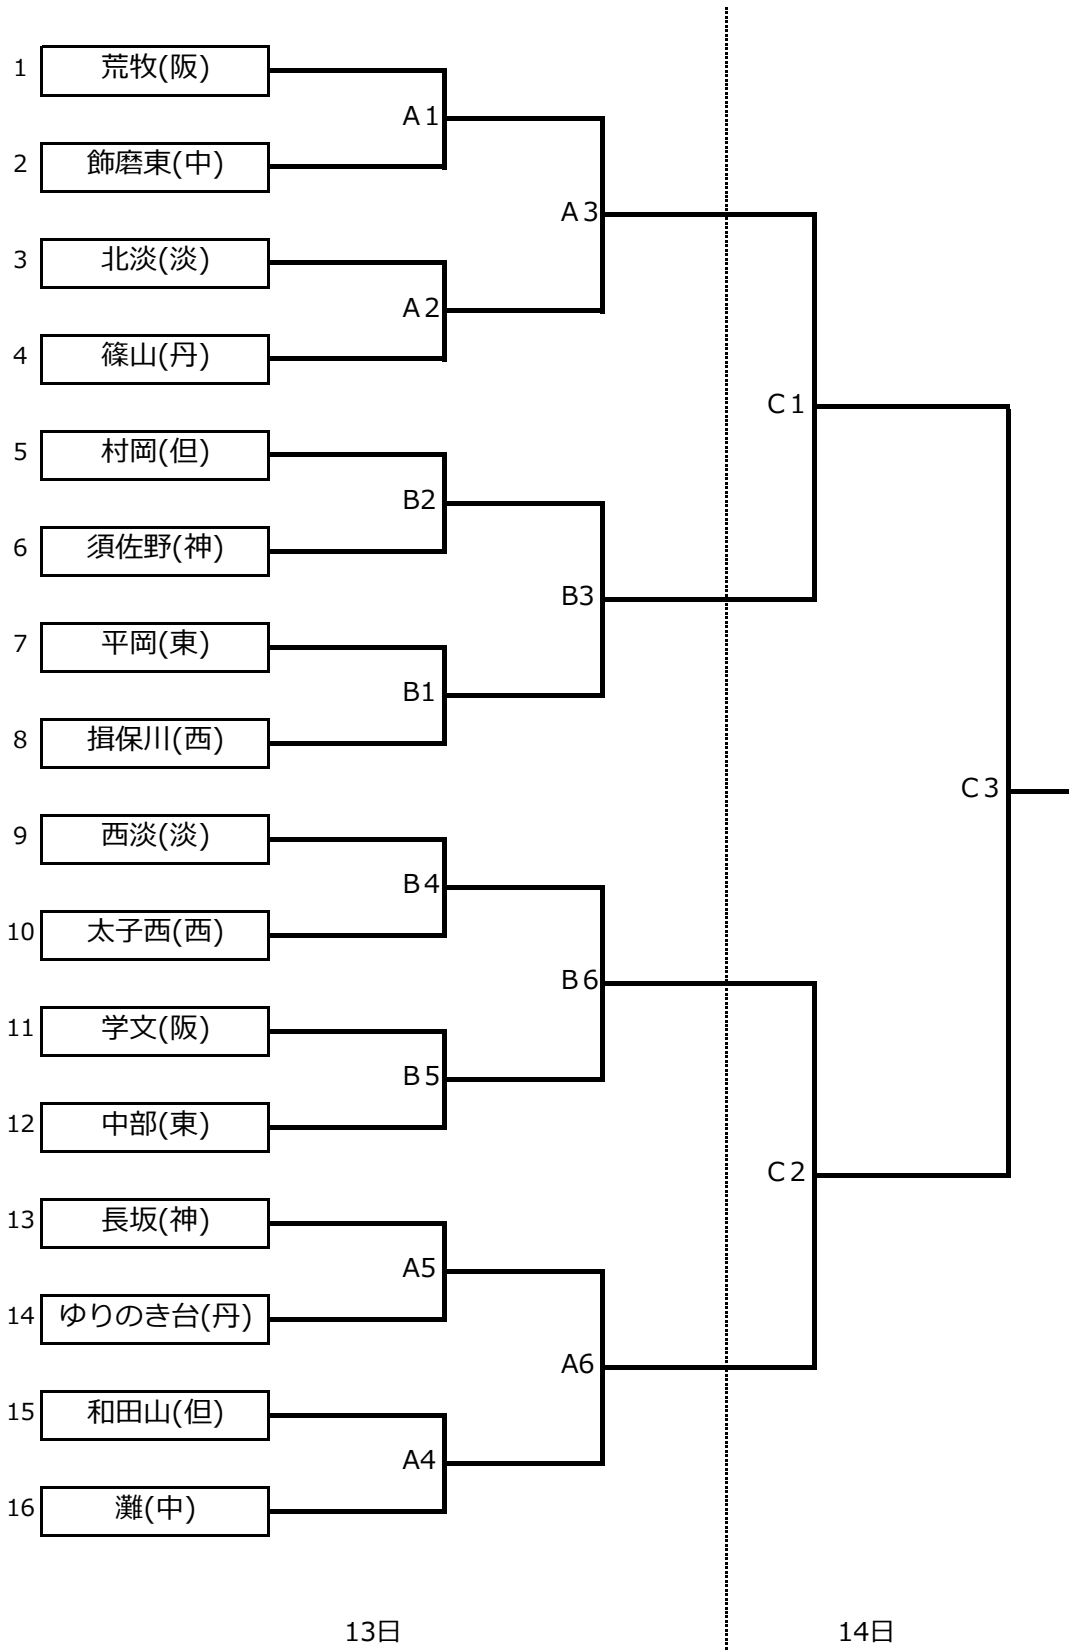 1 荒牧(阪)
A1
2 飾磨東(中)
A3
3 北淡(淡)
A2
4 篠山(丹)
C1
5 村岡(但)
B2
6 須佐野(神)
B3
7 平岡(東)
B1
8 揖保川(西)
C3
9 西淡(淡)
B4
10 太子西(西)
B6
11 学文(阪)
B5
12 中部(東)
C2
13 長坂(神)
A5
14 ゆりのき台(丹)
A6
15 和田山(但)
A4
16 灘(中)
13日 14日